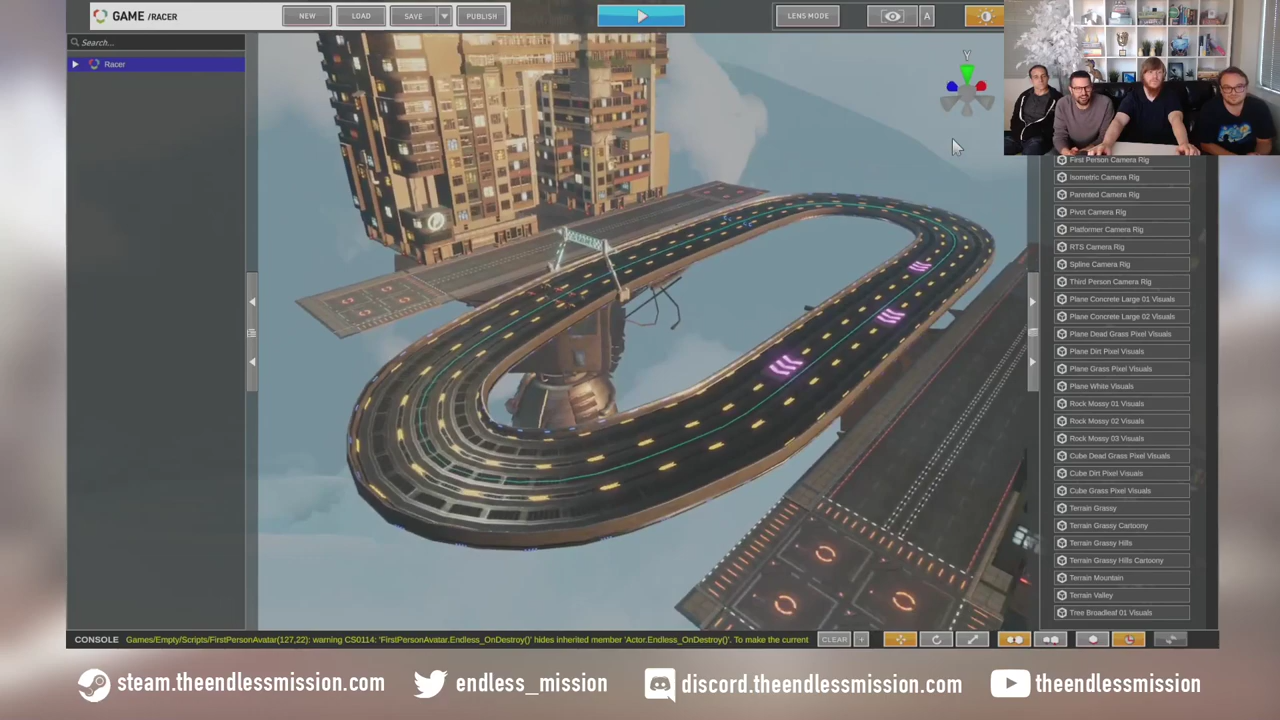 GAME /RACER
NEW
LOAD
SAVE
PUBLISH
LENS MODE
A
Search...
Racer
Y
First Person Camera Rig
Isometric Camera Rig
Parented Camera Rig
Pivot Camera Rig
Platformer Camera Rig
RTS Camera Rig
Spline Camera Rig
Third Person Camera Rig
Plane Concrete Large 01 Visuals
Plane Concrete Large 02 Visuals
Plane Dead Grass Pixel Visuals
Plane Dirt Pixel Visuals
Plane Grass Pixel Visuals
Plane White Visuals
Rock Mossy 01 Visuals
Rock Mossy 02 Visuals
Rock Mossy 03 Visuals
Cube Dead Grass Pixel Visuals
Cube Dirt Pixel Visuals
Cube Grass Pixel Visuals
Terrain Grassy
Terrain Grassy Cartoony
Terrain Grassy Hills
Terrain Grassy Hills Cartoony
Terrain Mountain
Terrain Valley
Tree Broadleaf 01 Visuals
CONSOLE Games/Empty/Scripts/FirstPersonAvatar(127,22): warning CS0114: 'FirstPersonAvatar.Endless_OnDestroy()' hides inherited member 'Actor.Endless_OnDestroy()'. To make the current
CLEAR +
steam.theendlessmission.com
endless_mission
discord.theendlessmission.com
theendlessmission